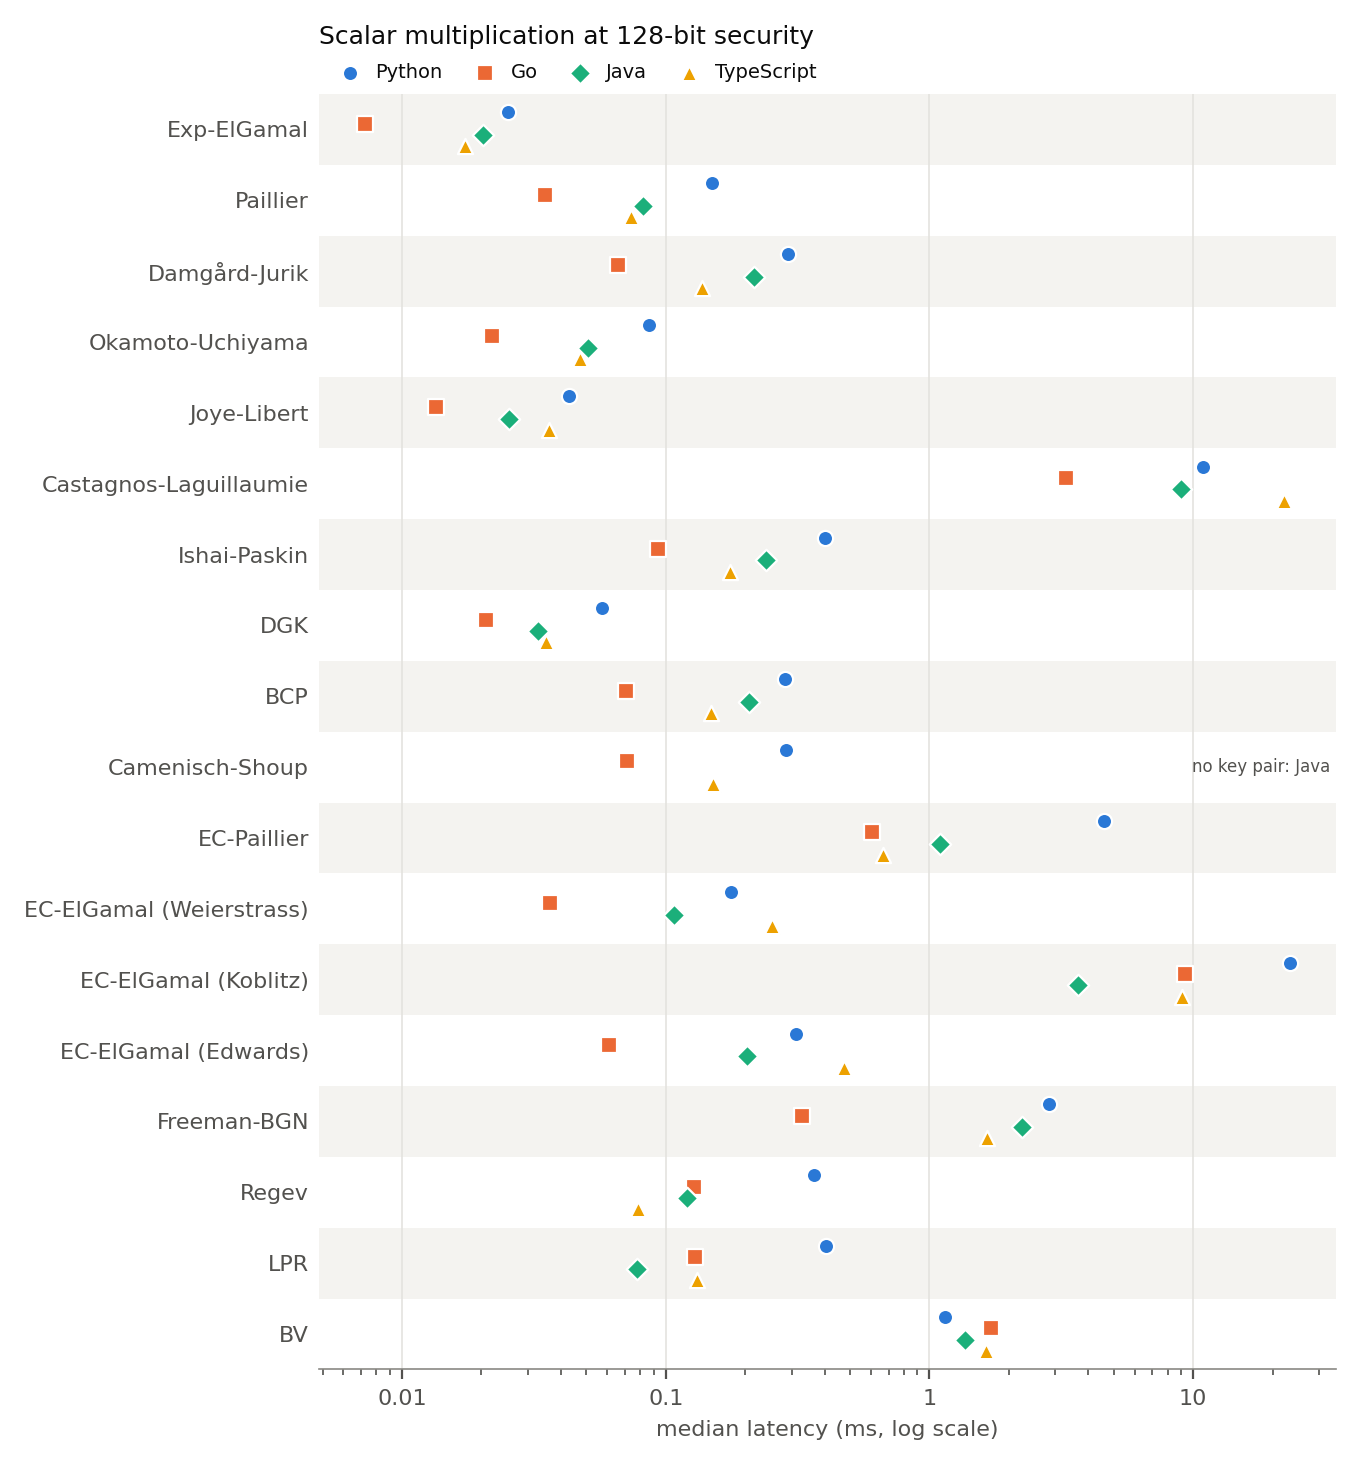 Scalar multiplication at 128-bit security
Python Go Java TypeScript
Exp-ElGamal
Paillier
Damgård-Jurik
Okamoto-Uchiyama
Joye-Libert
Castagnos-Laguillaumie
Ishai-Paskin
DGK
BCP
Camenisch-Shoup
no key pair: Java
EC-Paillier
EC-ElGamal (Weierstrass)
EC-ElGamal (Koblitz)
EC-ElGamal (Edwards)
Freeman-BGN
Regev
LPR
BV
0.01 0.1 1 10
median latency (ms, log scale)